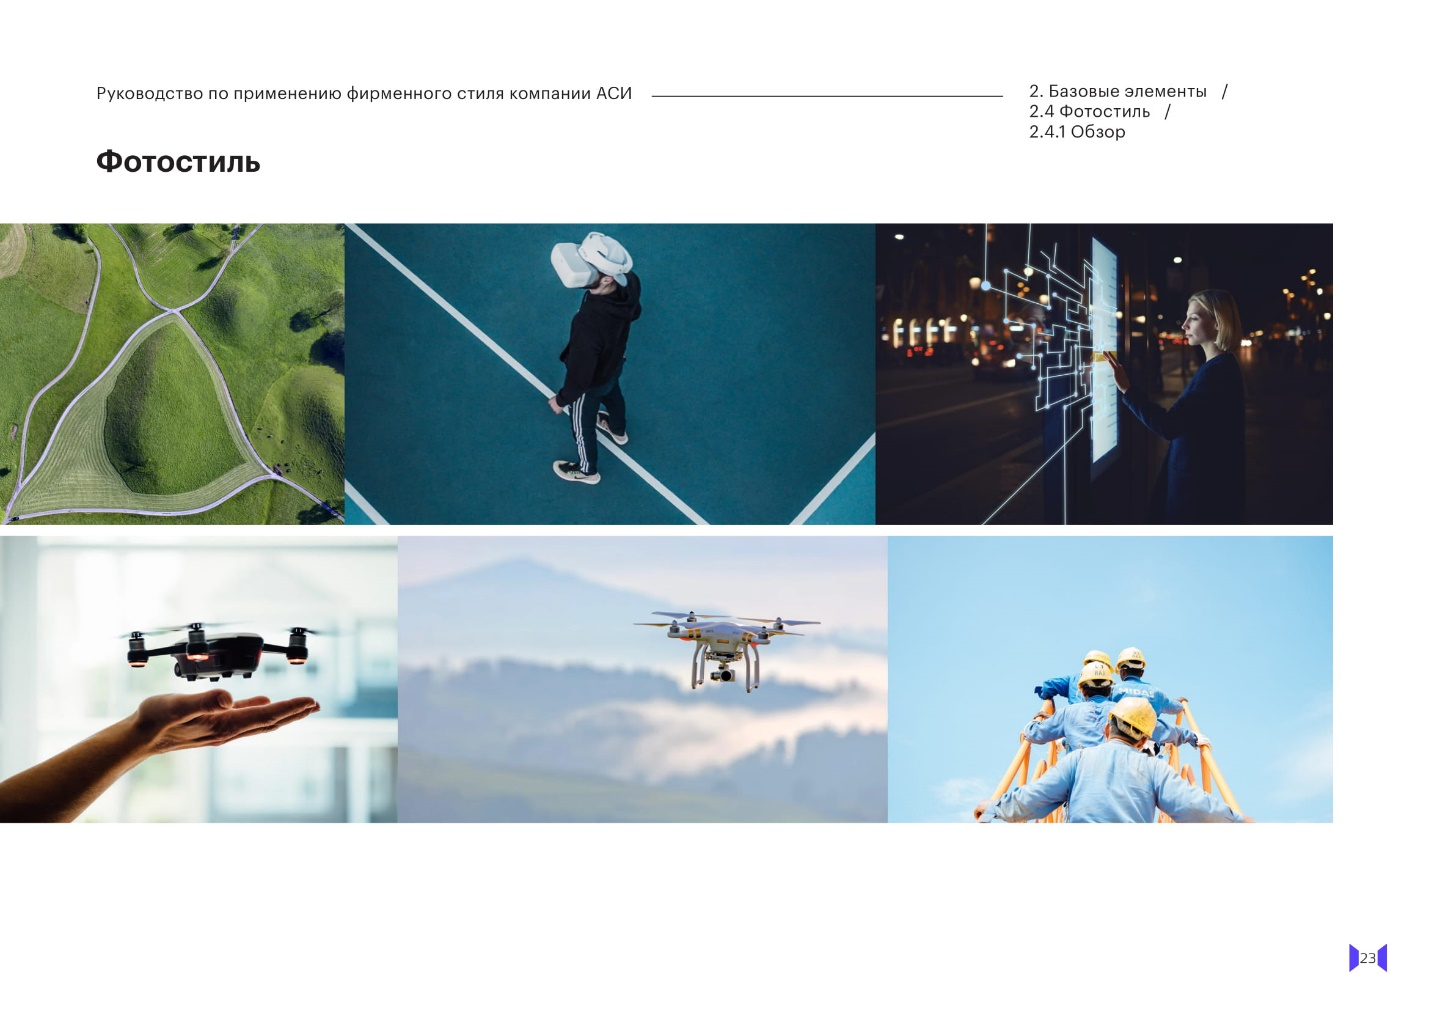 Руководство по применению фирменного стиля компании АСИ
2. Базовые элементы /
2.4 Фотостиль /
2.4.1 Обзор
Фотостиль
MIDAS
23